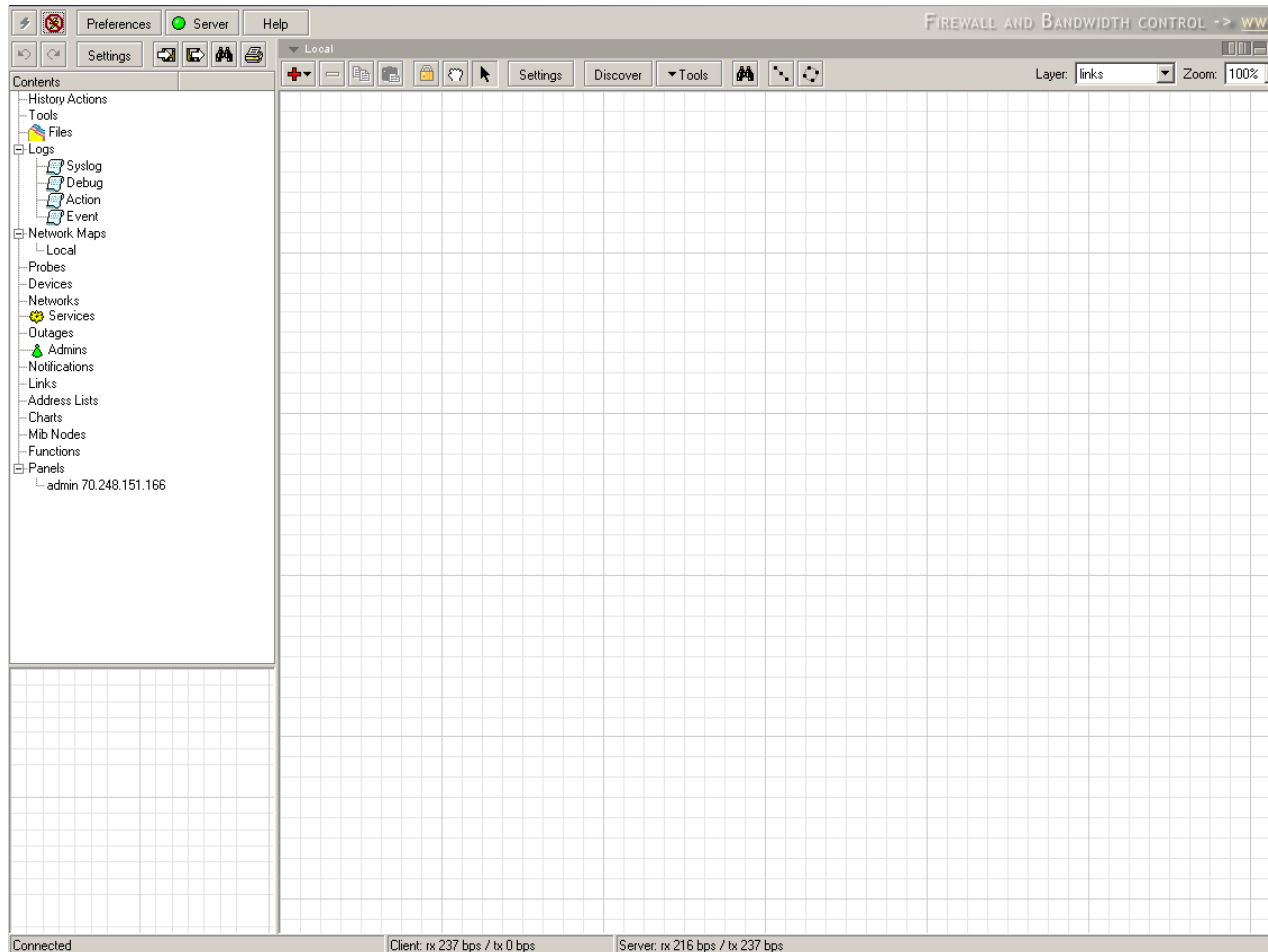 Preferences Server Help FIREWALL AND BANDWIDTH CONTROL -> WW
Settings
Local
Settings Discover Tools Layer: links Zoom: 100%
Contents
History Actions
Tools
Files
Logs
Syslog
Debug
Action
Event
Network Maps
Local
Probes
Devices
Networks
Services
Outages
Admins
Notifications
Links
Address Lists
Charts
Mib Nodes
Functions
Panels
admin 70.248.151.166
Connected Client: rx 237 bps / tx 0 bps Server: rx 216 bps / tx 237 bps